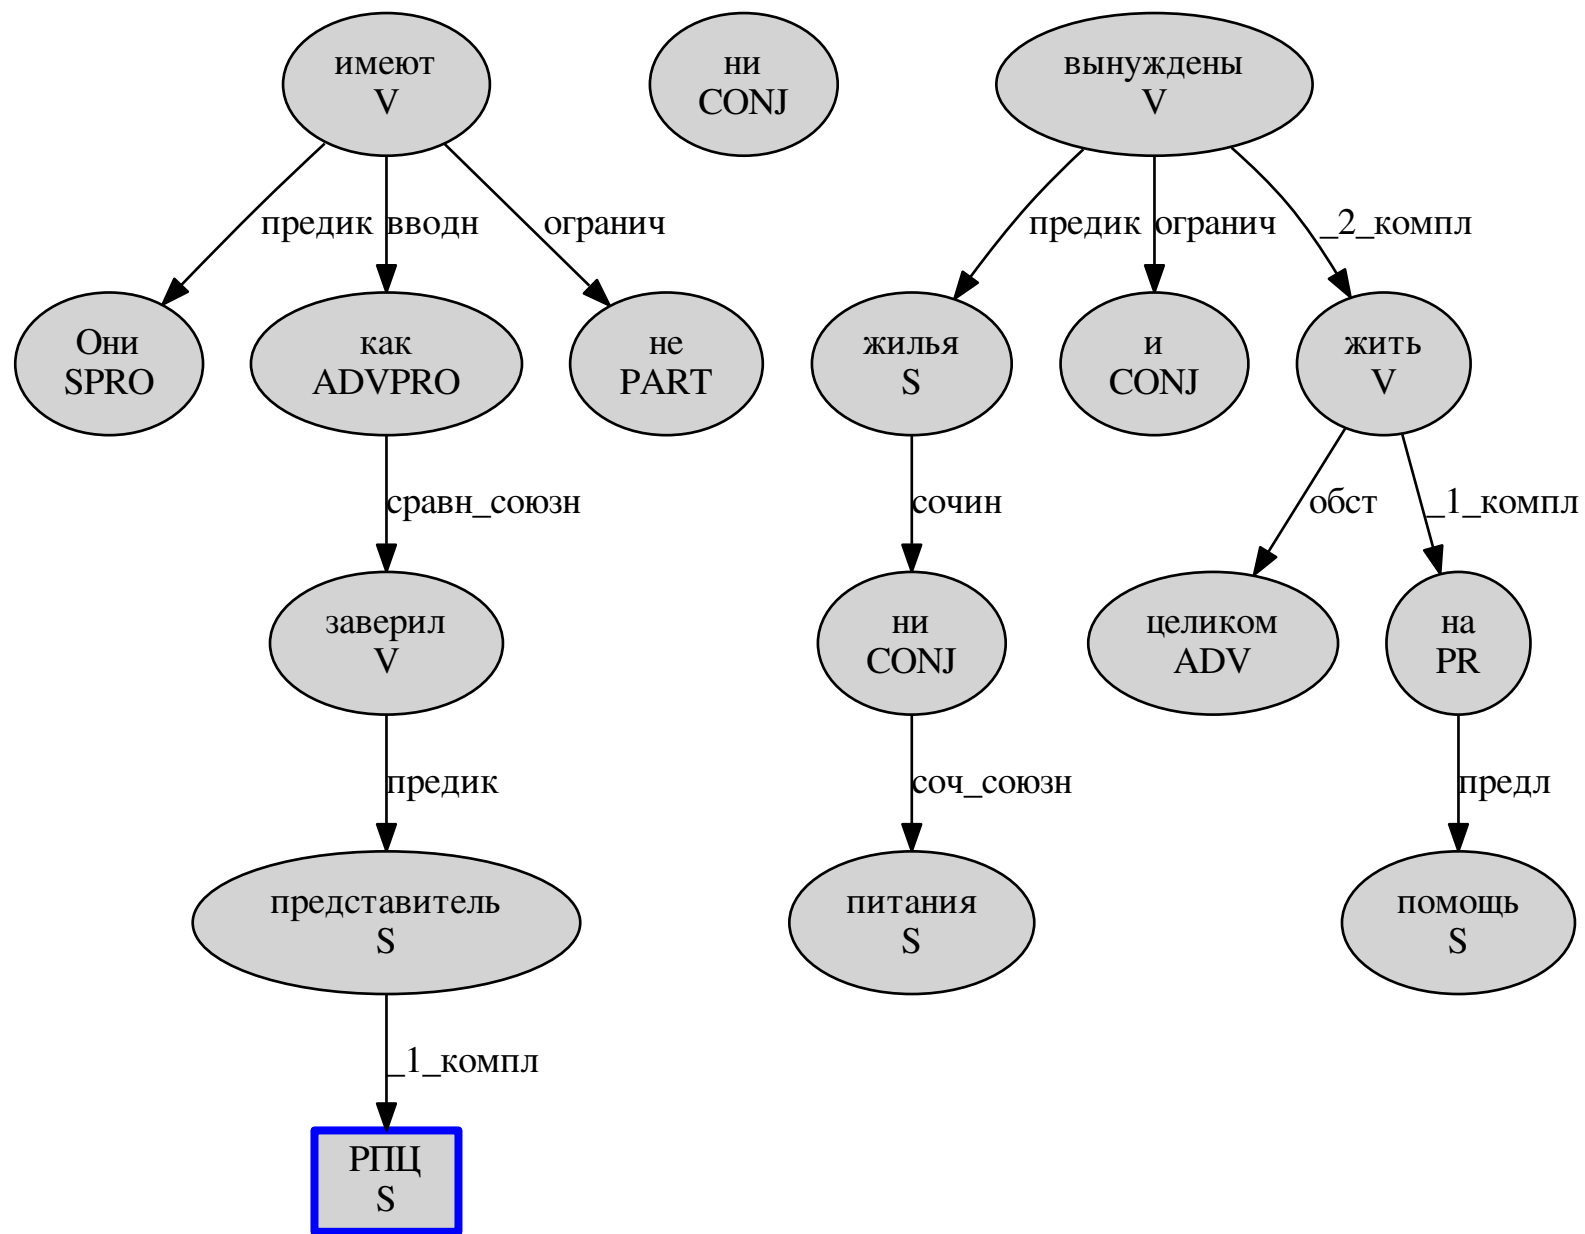 имеют
V
ни
CONJ
вынуждены
V
предик
вводн
огранич
предик
огранич
_2_компл
Они
SPRO
как
ADVPRO
не
PART
жилья
S
и
CONJ
жить
V
сравн_союзн
сочин
обст
_1_компл
заверил
V
ни
CONJ
целиком
ADV
на
PR
предик
соч_союзн
предл
представитель
S
питания
S
помощь
S
_1_компл
РПЦ
S